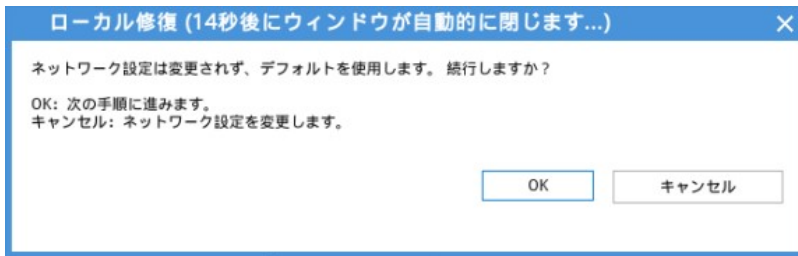 ローカル修復 (14秒後にウィンドウが自動的に閉じます...)
ネットワーク設定は変更されず、デフォルトを使用します。 続行しますか？
OK: 次の手順に進みます。
キャンセル: ネットワーク設定を変更します。
OK キャンセル